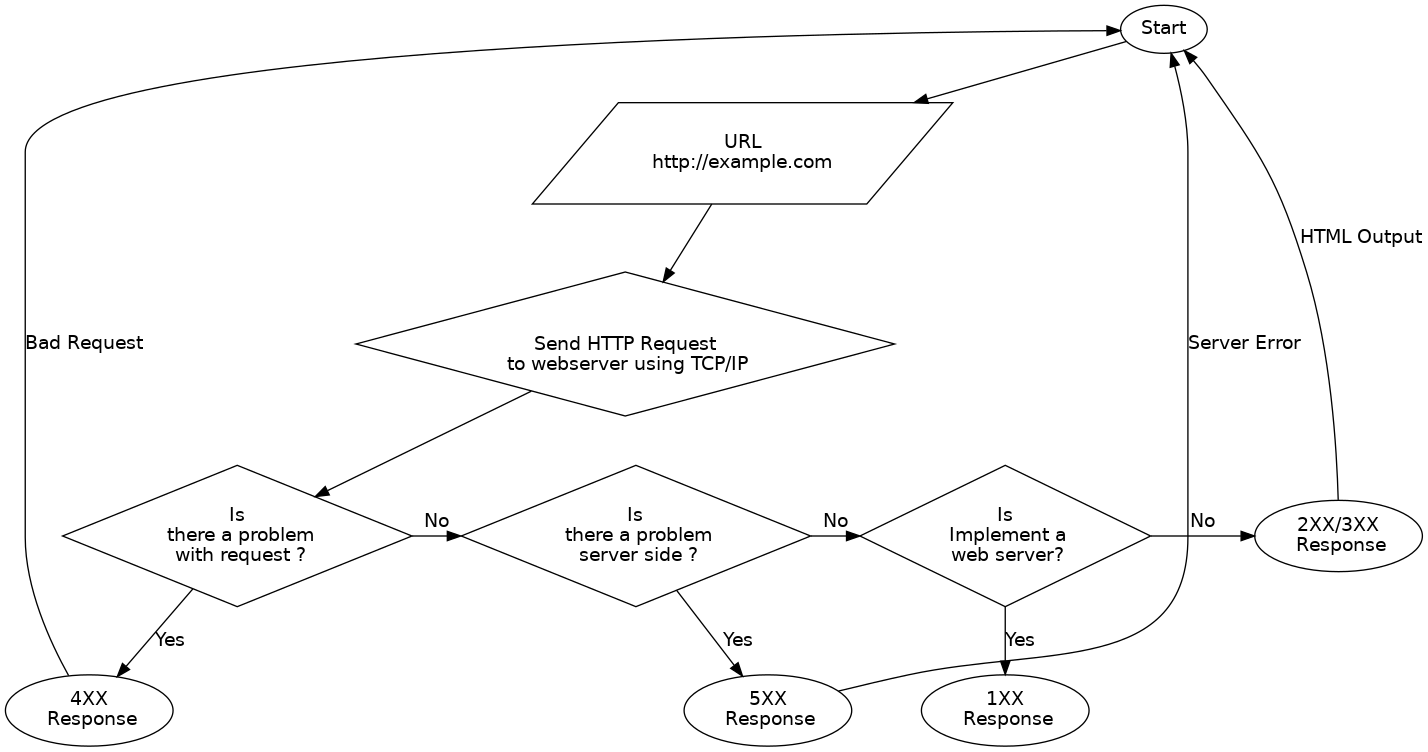 Start
URL
http://example.com
HTML Output
Send HTTP Request
to webserver using TCP/IP
Bad Request
Server Error
Is
there a problem
with request ?
No
Is
there a problem
server side ?
No
Is
Implement a
web server?
No
2XX/3XX
Response
Yes
Yes
Yes
4XX
Response
5XX
Response
1XX
Response